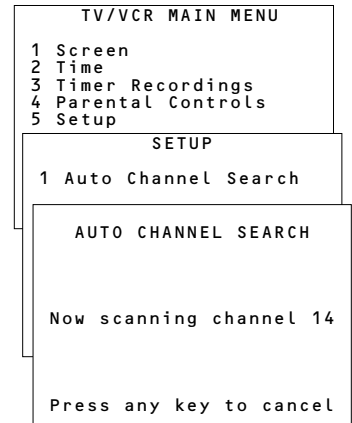 TV/VCR MAIN MENU
1 Screen
2 Time
3 Timer Recordings
4 Parental Controls
5 Setup
SETUP
1 Auto Channel Search
AUTO CHANNEL SEARCH
Now scanning channel 14
Press any key to cancel